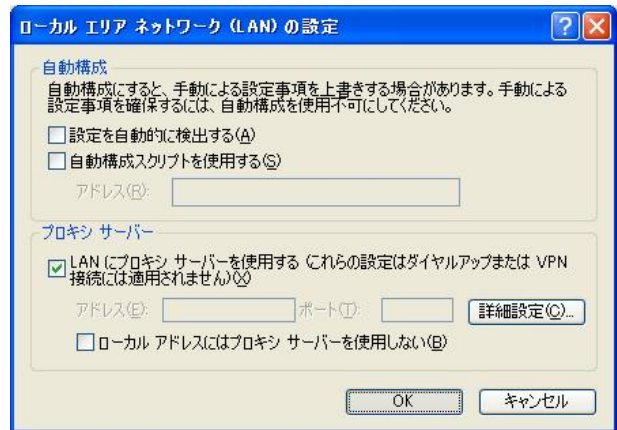 ローカル エリア ネットワーク (LAN) の設定
自動構成
自動構成にすると、手動による設定事項を上書きする場合があります。手動による
設定事項を確保するには、自動構成を使用不可にしてください。
設定を自動的に検出する(A)
自動構成スクリプトを使用する(S)
アドレス(R):
プロキシ サーバー
LAN にプロキシ サーバーを使用する (これらの設定はダイヤルアップまたは VPN
接続には適用されません)(X)
アドレス(E): ポート(T): 詳細設定(C)...
ローカル アドレスにはプロキシ サーバーを使用しない(B)
OK キャンセル